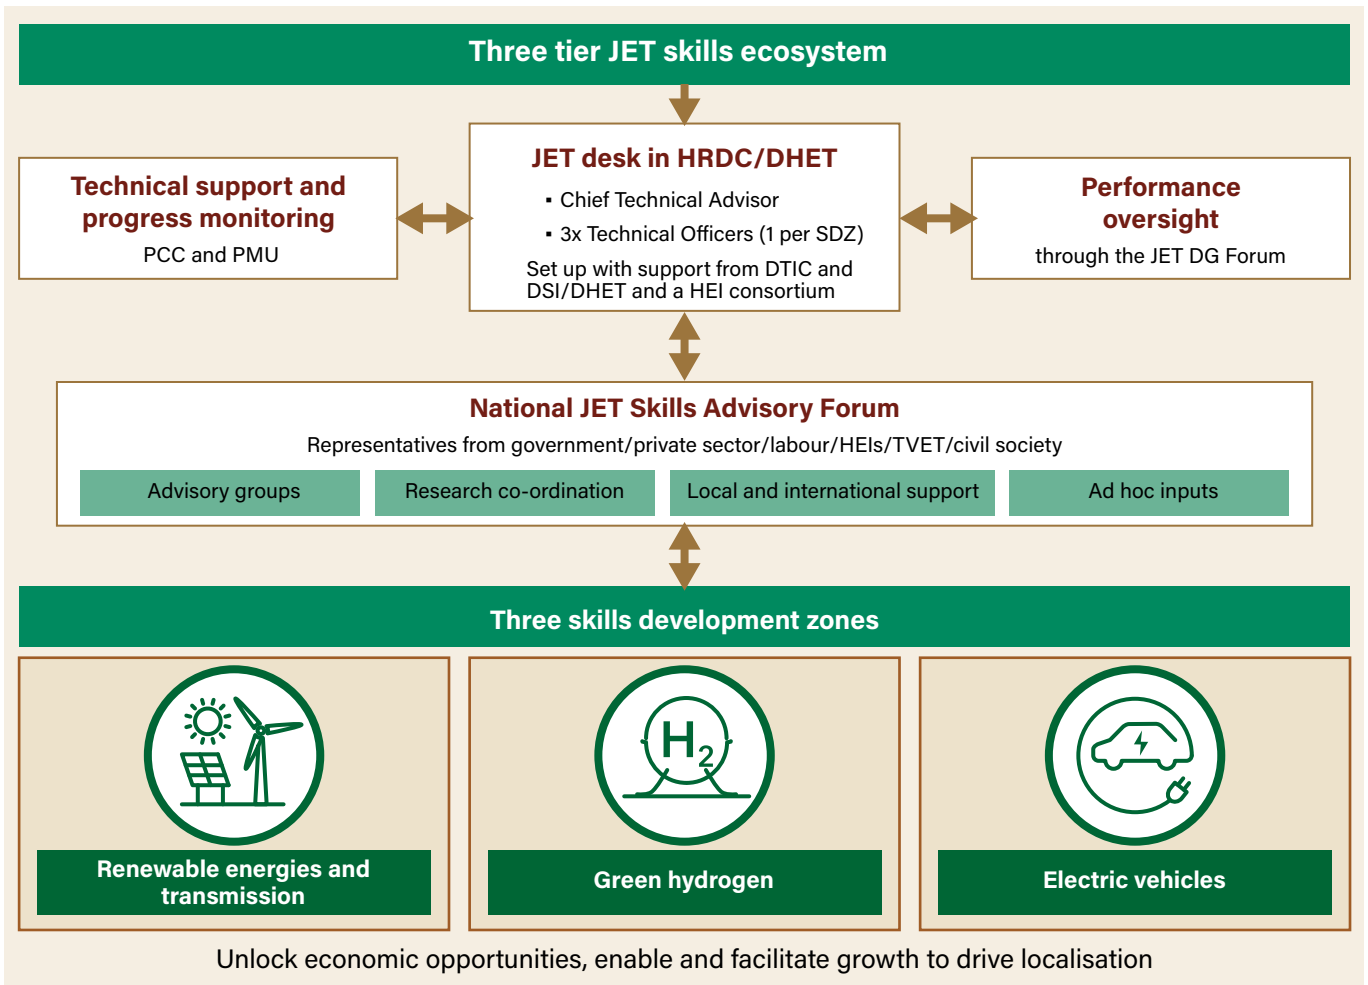 Three tier JET skills ecosystem
Technical support and
progress monitoring
PCC and PMU
JET desk in HRDC/DHET
▪ Chief Technical Advisor
▪ 3x Technical Officers (1 per SDZ)
Set up with support from DTIC and
DSI/DHET and a HEI consortium
Performance
oversight
through the JET DG Forum
National JET Skills Advisory Forum
Representatives from government/private sector/labour/HEIs/TVET/civil society
Advisory groups
Research co-ordination
Local and international support
Ad hoc inputs
Three skills development zones
H2
Renewable energies and
transmission
Green hydrogen
Electric vehicles
Unlock economic opportunities, enable and facilitate growth to drive localisation